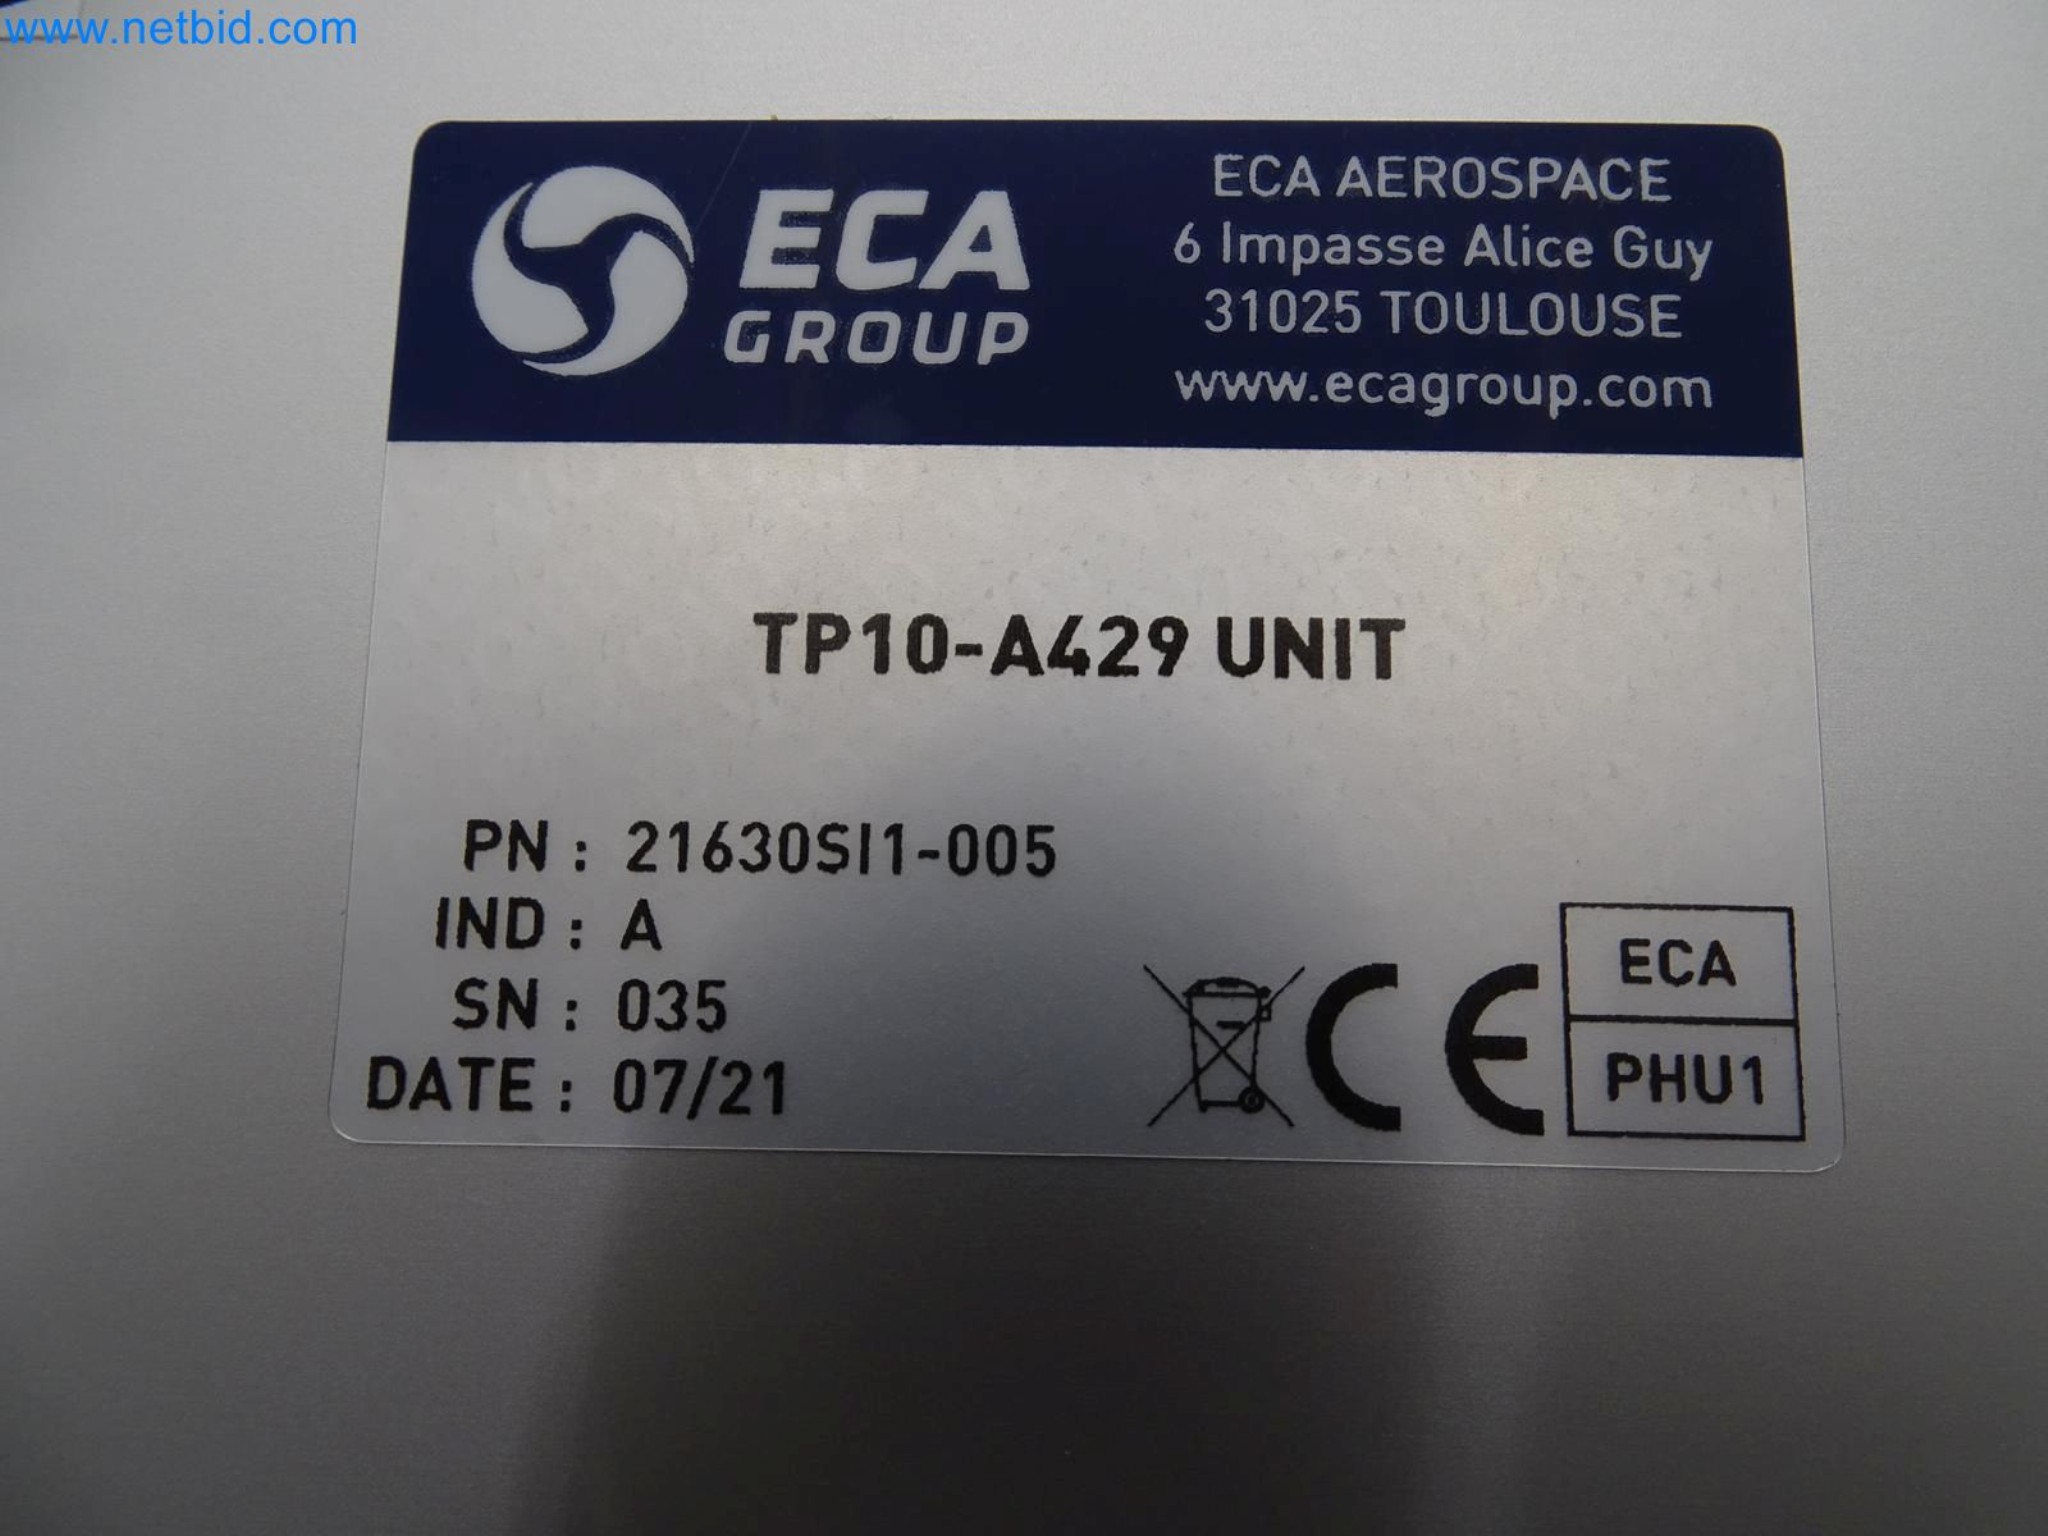 www.netbid.com
ECA
GROUP
ECA AEROSPACE
6 Impasse Alice Guy
31025 TOULOUSE
www.ecagroup.com
TP10-A429 UNIT
PN : 21630SI1-005
IND : A
SN : 035
DATE : 07/21
CE
ECA
PHU1